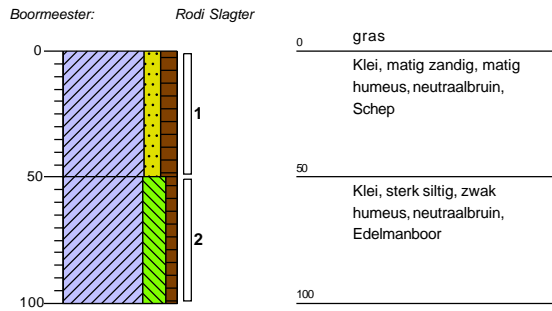 Boormeester: Rodi Slagter
0
50
100
1
2
0 gras
Klei, matig zandig, matig
humeus, neutraalbruin,
Schep
50
Klei, sterk siltig, zwak
humeus, neutraalbruin,
Edelmanboor
100